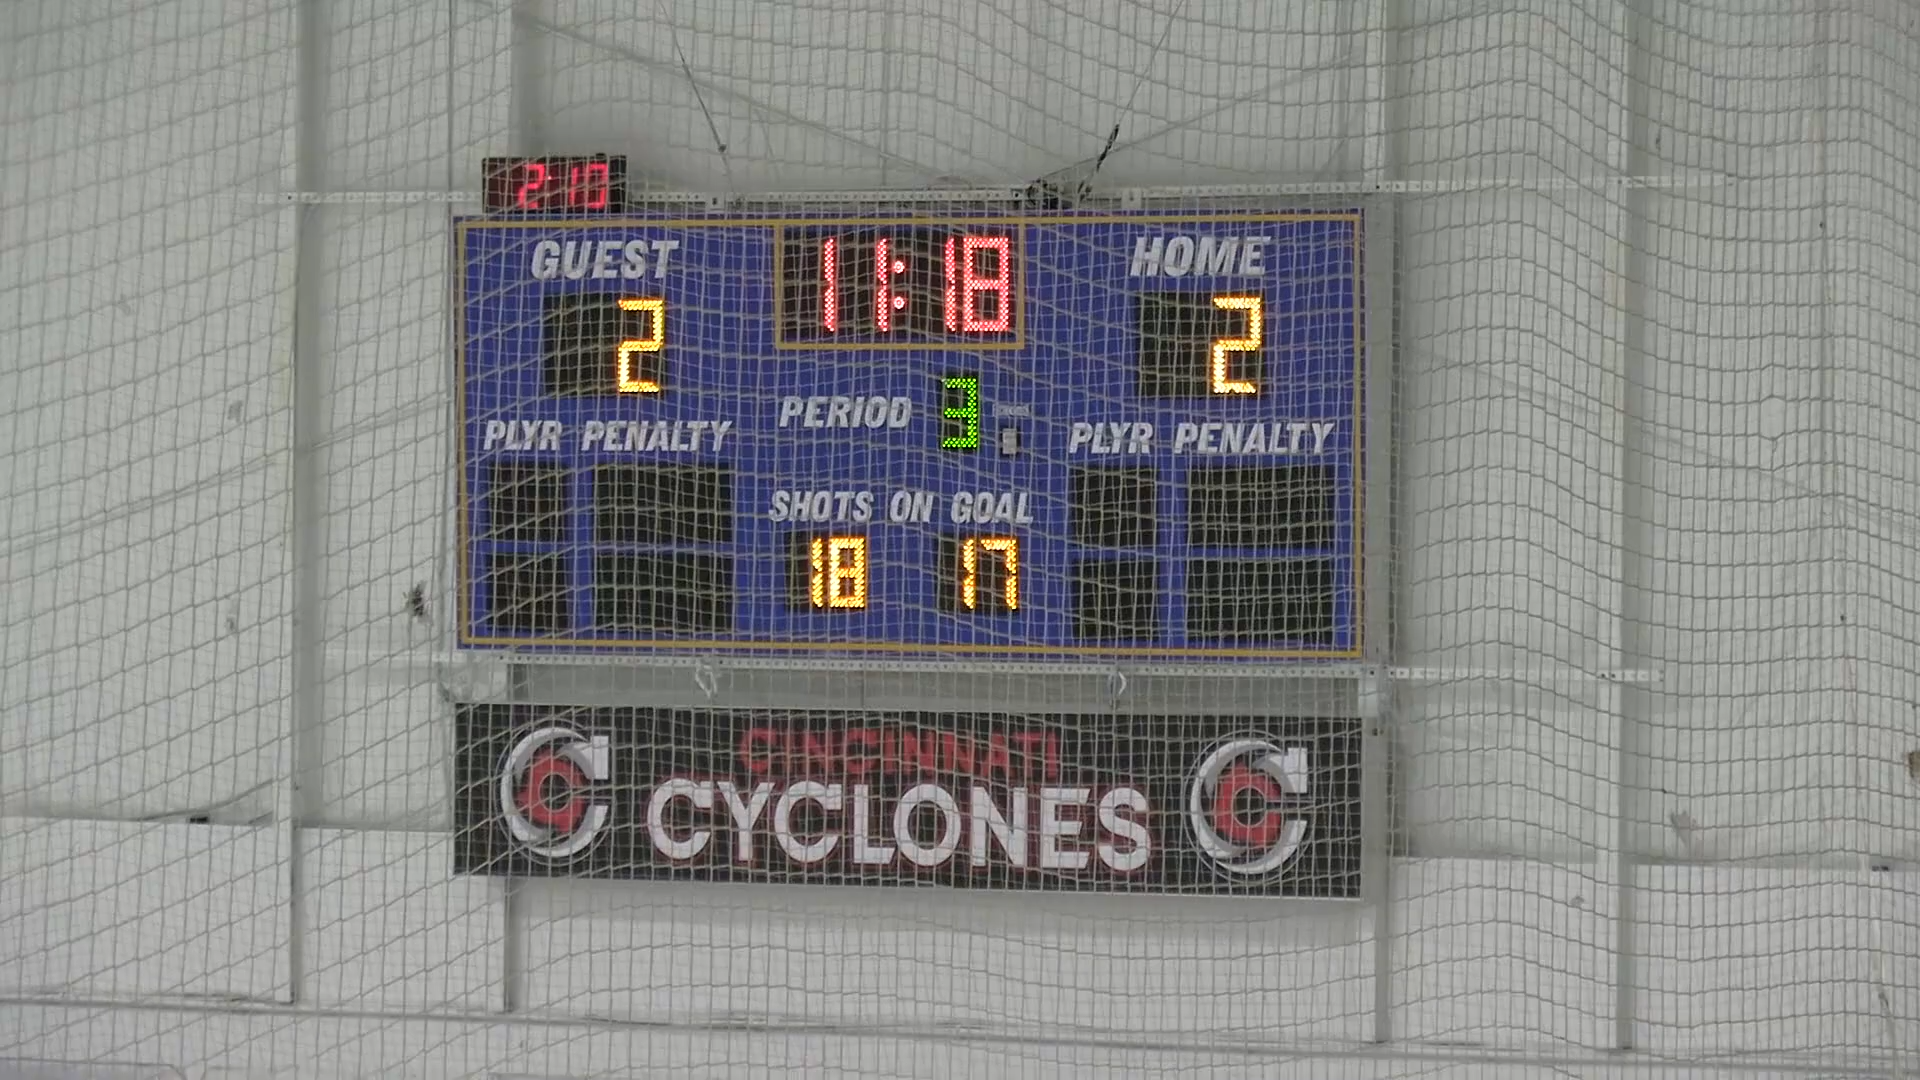 2:10
GUEST 11:18 HOME
2 2
PERIOD 3
PLYR PENALTY PLYR PENALTY
SHOTS ON GOAL
18 17
CINCINNATI
CYCLONES